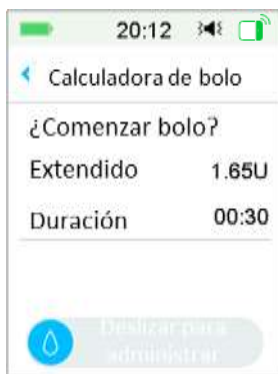 20:12
Calculadora de bolo
¿Comenzar bolo?
Extendido 1.65U
Duración 00:30
Deslizar para
administrar